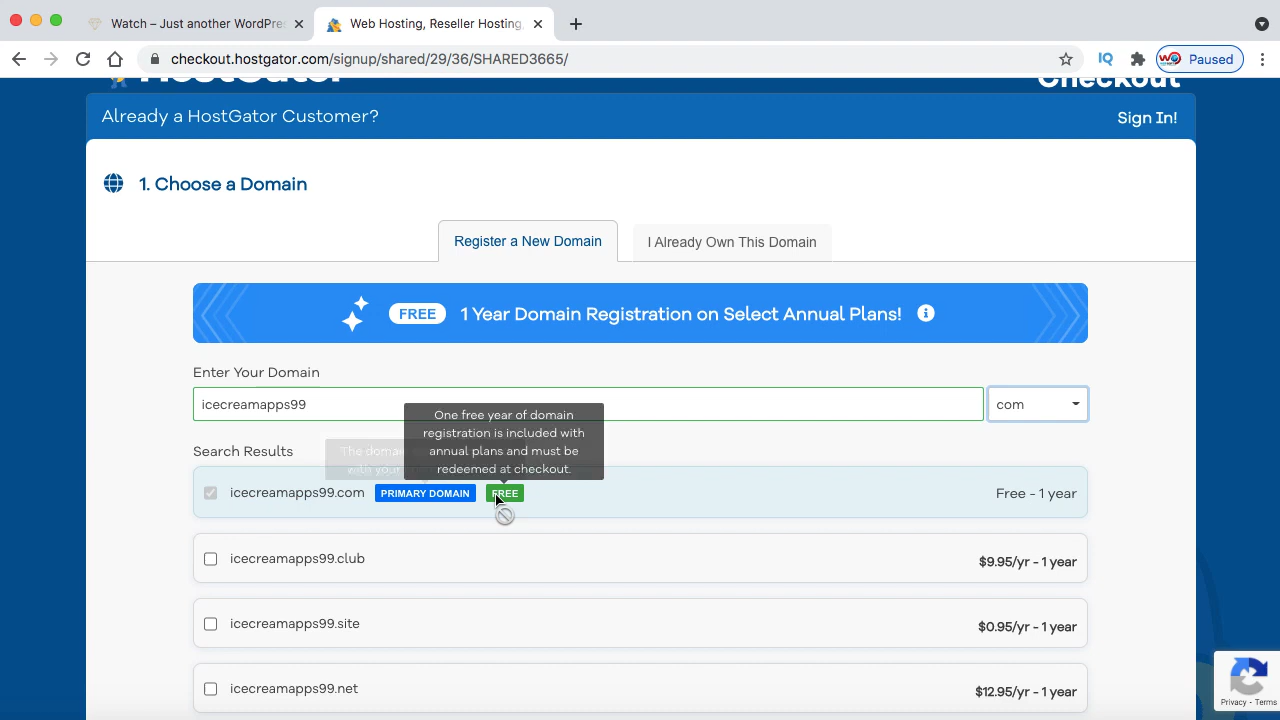 Watch – Just another WordPre
Web Hosting, Reseller Hosting,
checkout.hostgator.com/signup/shared/29/36/SHARED3665/
IQ
Paused
HostGator
Checkout
Already a HostGator Customer?
Sign In!
1. Choose a Domain
Register a New Domain
I Already Own This Domain
FREE
1 Year Domain Registration on Select Annual Plans!
Enter Your Domain
icecreamapps99
com
One free year of domain
registration is included with
annual plans and must be
redeemed at checkout.
The doma
with your
Search Results
icecreamapps99.com
PRIMARY DOMAIN
FREE
Free - 1 year
icecreamapps99.club
$9.95/yr - 1 year
icecreamapps99.site
$0.95/yr - 1 year
icecreamapps99.net
$12.95/yr - 1 year
Privacy - Terms